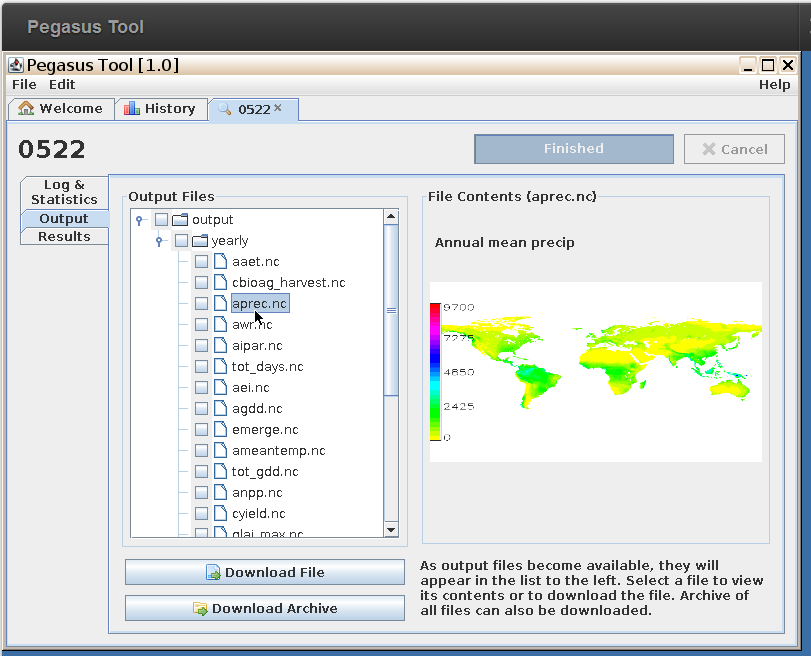 Pegasus Tool
Pegasus Tool [1.0]
File Edit Help
Welcome History 0522
0522
Finished
Cancel
Log &
Statistics
Output
Results
Output Files
output
yearly
aaet.nc
cbioag_harvest.nc
aprec.nc
awr.nc
aipar.nc
tot_days.nc
aei.nc
agdd.nc
emerge.nc
ameantemp.nc
tot_gdd.nc
anpp.nc
cyield.nc
glai_max.nc
Download File
Download Archive
File Contents {aprec.nc}
Annual mean precip
9700
7275
4850
2425
0
As output files become available, they will
appear in the list to the left. Select a file to view
its contents or to download the file. Archive of
all files can also be downloaded.